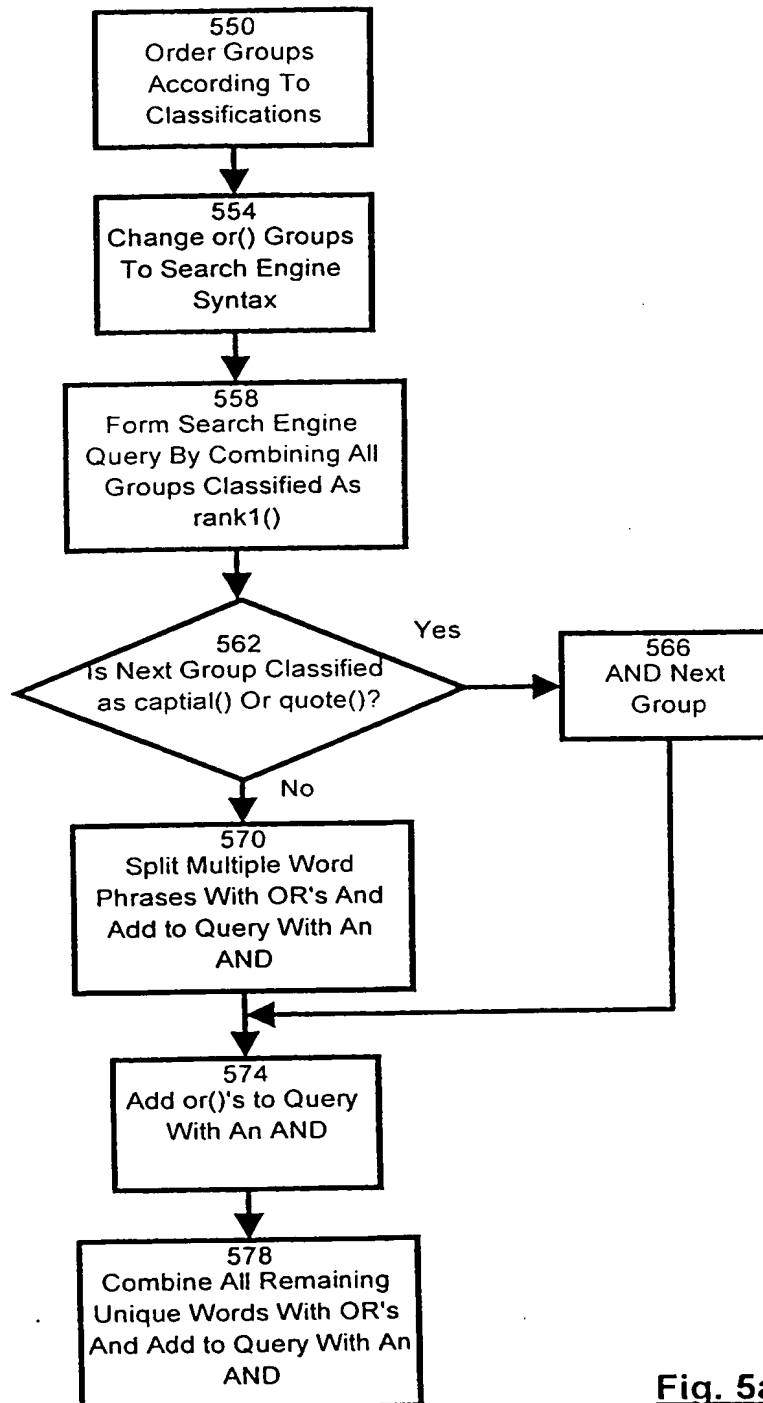 550
Order Groups
According To
Classifications
554
Change or() Groups
To Search Engine
Syntax
558
Form Search Engine
Query By Combining All
Groups Classified As
rank1()
562
Is Next Group Classified
as captial() Or quote()?
Yes
566
AND Next
Group
No
570
Split Multiple Word
Phrases With OR's And
Add to Query With An
AND
574
Add or()'s to Query
With An AND
578
Combine All Remaining
Unique Words With OR's
And Add to Query With An
AND
Fig. 5a